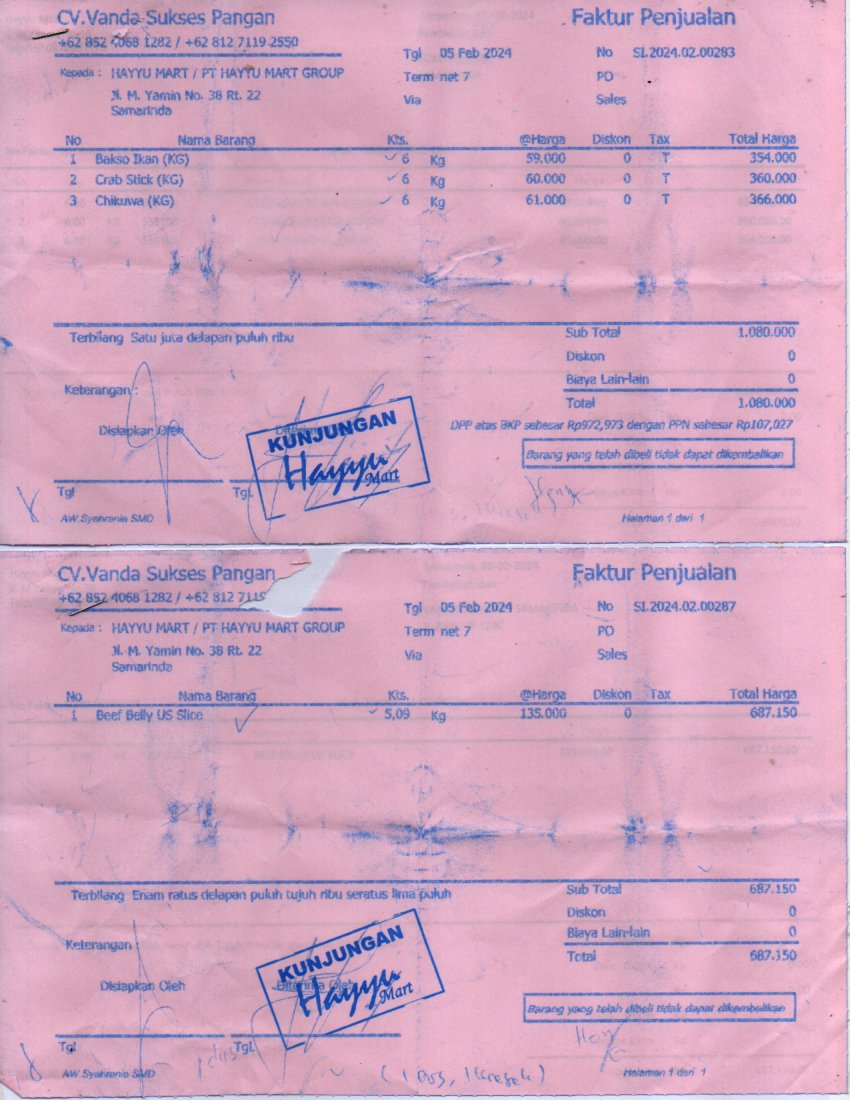 CV.Vanda Sukses Pangan
Faktur Penjualan
+62 852 4068 1282 / +62 812 7119 2550
Tgl 05 Feb 2024 No SI.2024.02.00283
Kepada : HAYYU MART / PT HAYYU MART GROUP
Term net 7 PO
Jl. M. Yamin No. 38 Rt. 22
Via Sales
Samarinda
No Nama Barang Kts. @Harga Diskon Tax Total Harga
1 Bakso Ikan (KG) 6 Kg 59.000 0 T 354.000
2 Crab Stick (KG) 6 Kg 60.000 0 T 360.000
3 Chikuwa (KG) 6 Kg 61.000 0 T 366.000
Terbilang Satu juta delapan puluh ribu
Sub Total 1.080.000
Diskon 0
Keterangan :
Biaya Lain-lain 0
Total 1.080.000
Disiapkan Oleh
DPP atas BKP sebesar Rp972,973 dengan PPN sebesar Rp107,027
KUNJUNGAN
Hayyu
Mart
Barang yang telah dibeli tidak dapat dikembalikan
Tgl Tgl.
AW.Syahranie SMD
Halaman 1 dari 1
CV.Vanda Sukses Pangan
Faktur Penjualan
+62 852 4068 1282 / +62 812 711
Tgl 05 Feb 2024 No SI.2024.02.00287
Kepada : HAYYU MART / PT HAYYU MART GROUP
Term net 7 PO
Jl. M. Yamin No. 38 Rt. 22
Via Sales
Samarinda
No Nama Barang Kts. @Harga Diskon Tax Total Harga
1 Beef Belly US Slice 5,09 Kg 135.000 0 687.150
Terbilang Enam ratus delapan puluh tujuh ribu seratus lima puluh
Sub Total 687.150
Diskon 0
Keterangan :
Biaya Lain-lain 0
Total 687.150
Disiapkan Oleh Diterima Oleh
KUNJUNGAN
Hayyu
Mart
Barang yang telah dibeli tidak dapat dikembalikan
Tgl Tgl.
AW.Syahranie SMD
Halaman 1 dari 1